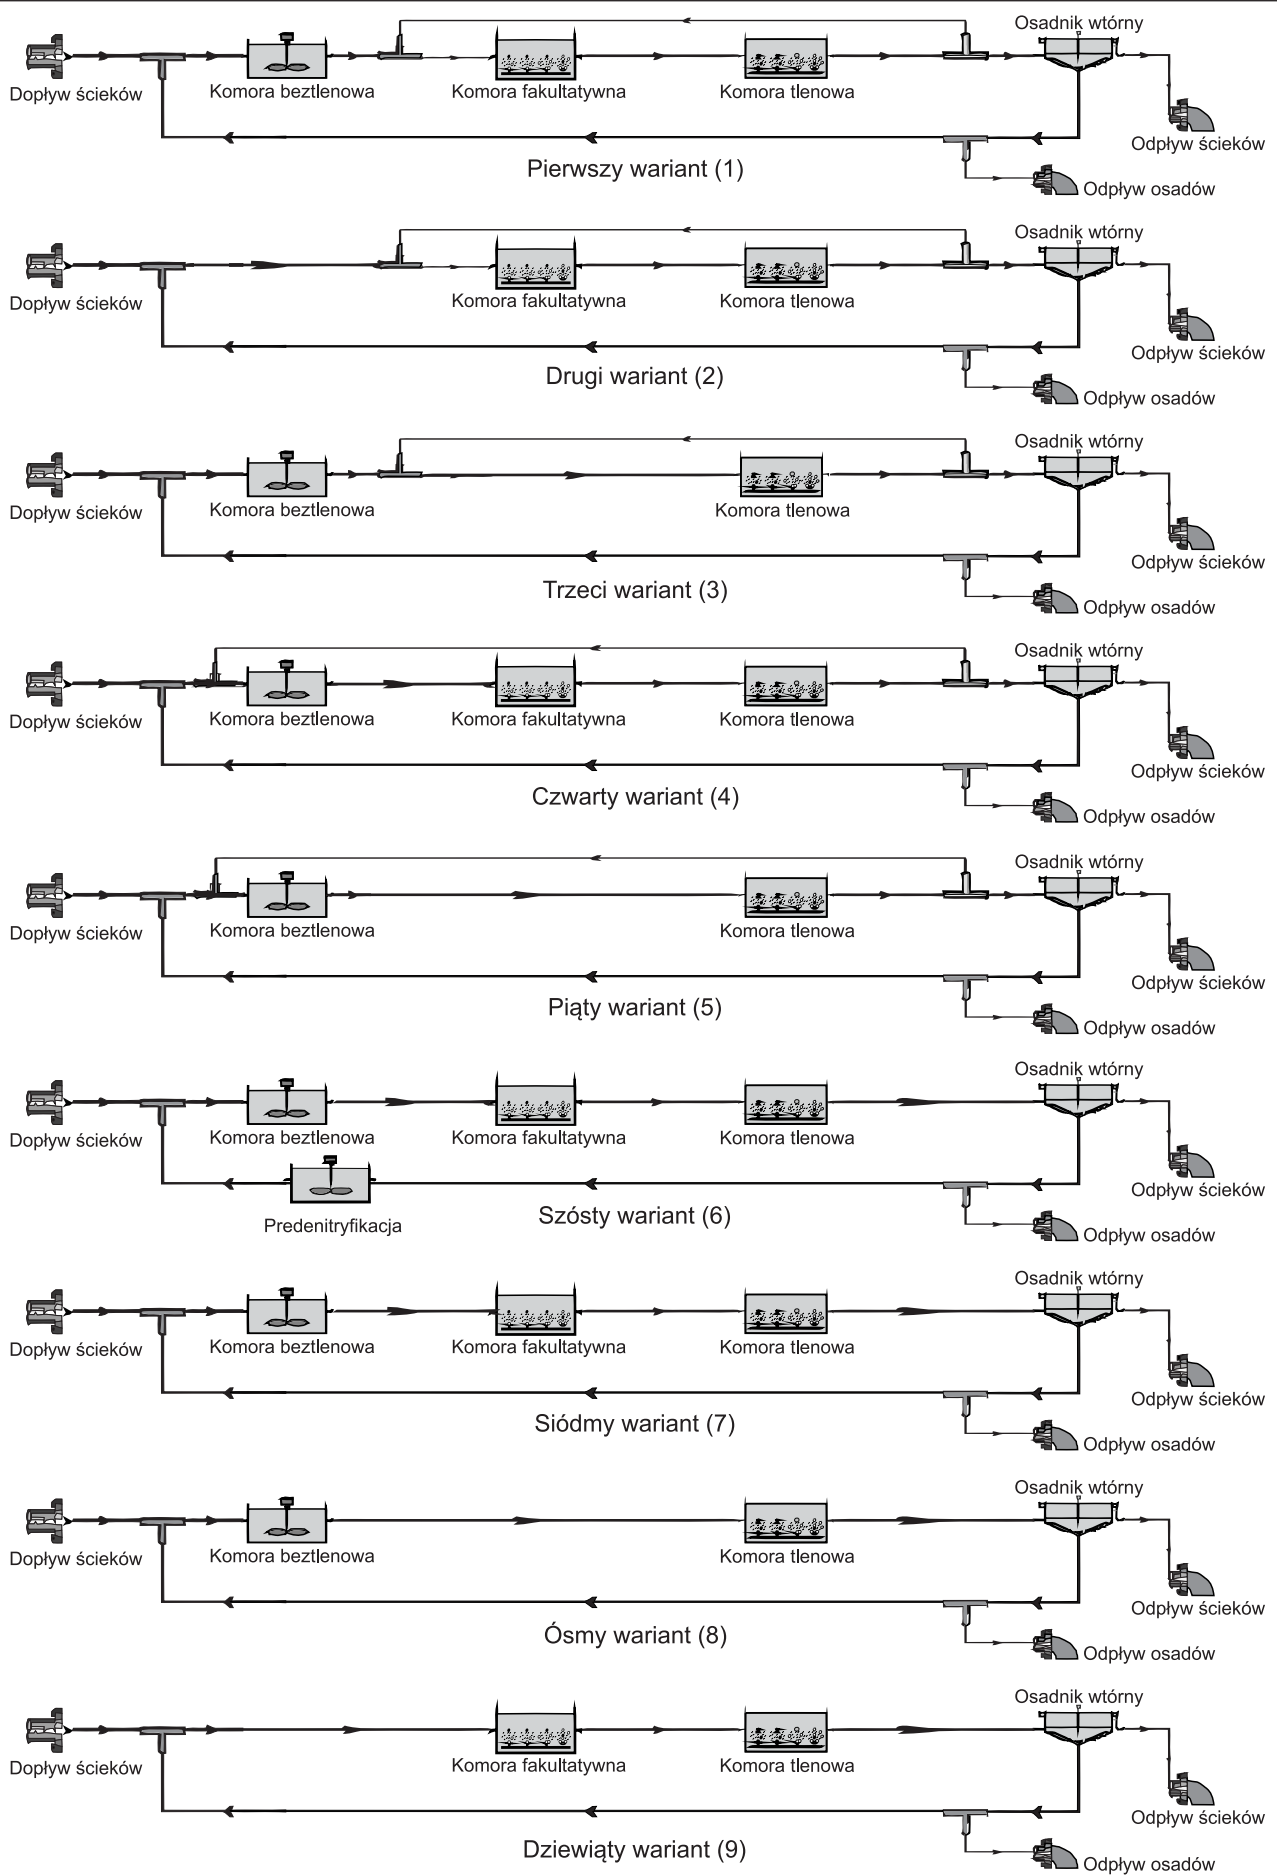 Osadnik wtórny
Dopływ ścieków
Komora beztlenowa
Komora fakultatywna
Komora tlenowa
Odpływ ścieków
Pierwszy wariant (1)
Odpływ osadów
Osadnik wtórny
Dopływ ścieków
Komora fakultatywna
Komora tlenowa
Odpływ ścieków
Drugi wariant (2)
Odpływ osadów
Osadnik wtórny
Dopływ ścieków
Komora beztlenowa
Komora tlenowa
Odpływ ścieków
Trzeci wariant (3)
Odpływ osadów
Osadnik wtórny
Dopływ ścieków
Komora beztlenowa
Komora fakultatywna
Komora tlenowa
Odpływ ścieków
Czwarty wariant (4)
Odpływ osadów
Osadnik wtórny
Dopływ ścieków
Komora beztlenowa
Komora tlenowa
Odpływ ścieków
Piąty wariant (5)
Odpływ osadów
Osadnik wtórny
Dopływ ścieków
Komora beztlenowa
Komora fakultatywna
Komora tlenowa
Odpływ ścieków
Predenitryfikacja
Szósty wariant (6)
Odpływ osadów
Osadnik wtórny
Dopływ ścieków
Komora beztlenowa
Komora fakultatywna
Komora tlenowa
Odpływ ścieków
Siódmy wariant (7)
Odpływ osadów
Osadnik wtórny
Dopływ ścieków
Komora beztlenowa
Komora tlenowa
Odpływ ścieków
Ósmy wariant (8)
Odpływ osadów
Osadnik wtórny
Dopływ ścieków
Komora fakultatywna
Komora tlenowa
Odpływ ścieków
Dziewiąty wariant (9)
Odpływ osadów